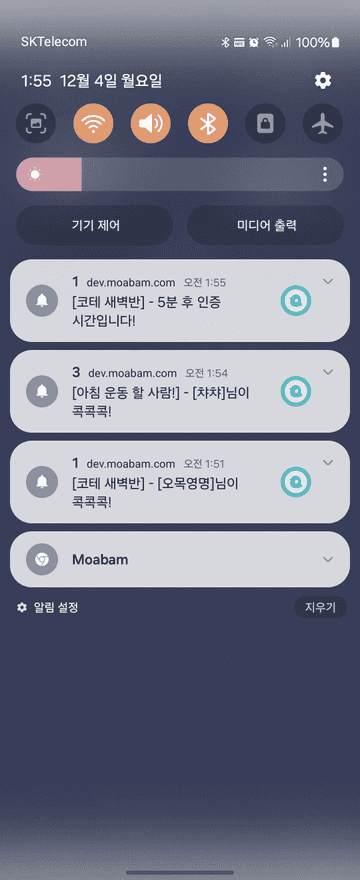 SKTelecom 100%
1:55 12월 4일 월요일
기기 제어 미디어 출력
1 dev.moabam.com 오전 1:55
[코테 새벽반] - 5분 후 인증
시간입니다!
3 dev.moabam.com 오전 1:54
[아침 운동 할 사람!] - [챠챠]님이
콕콕콕!
1 dev.moabam.com 오전 1:51
[코테 새벽반] - [오목영명]님이
콕콕콕!
Moabam
알림 설정 지우기